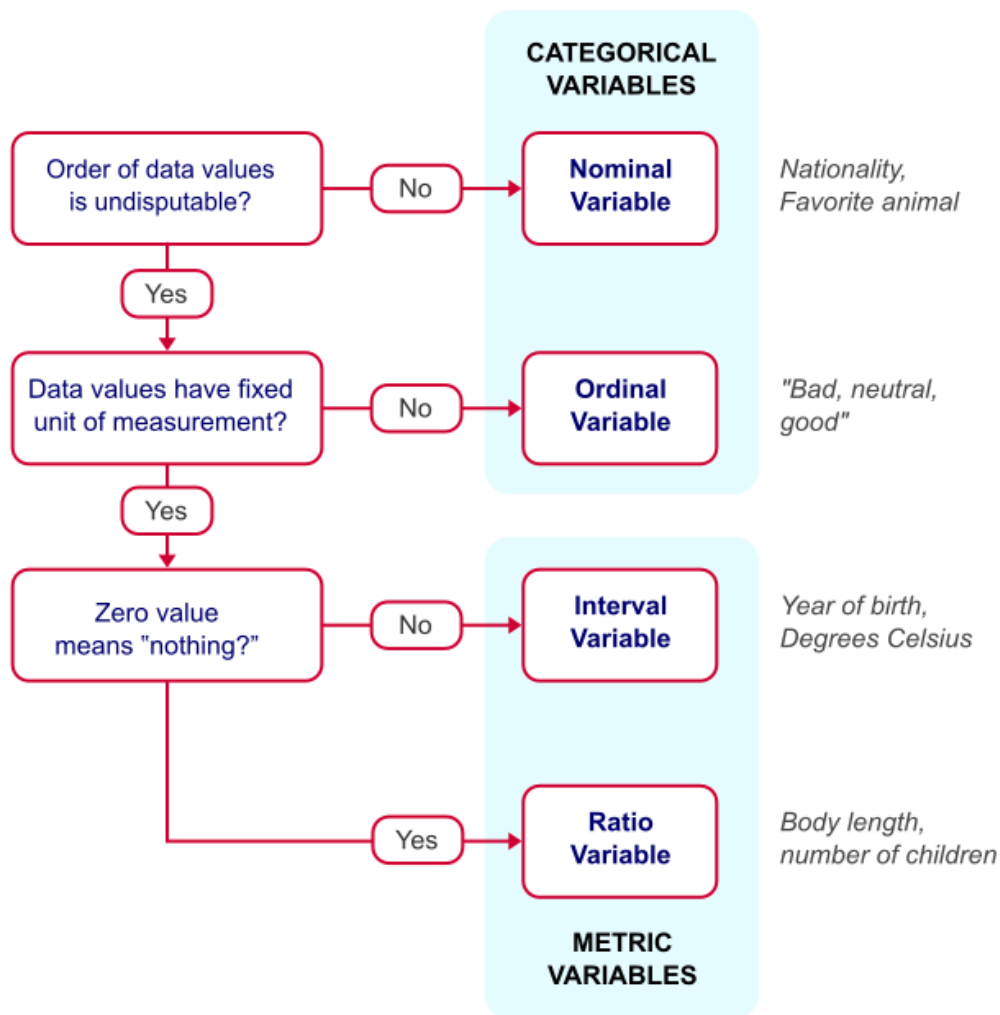 CATEGORICAL
VARIABLES
Order of data values
is undisputable?
No
Nominal
Variable
Nationality,
Favorite animal
Yes
Data values have fixed
unit of measurement?
No
Ordinal
Variable
"Bad, neutral,
good"
Yes
Zero value
means “nothing?”
No
Interval
Variable
Year of birth,
Degrees Celsius
Yes
Ratio
Variable
Body length,
number of children
METRIC
VARIABLES